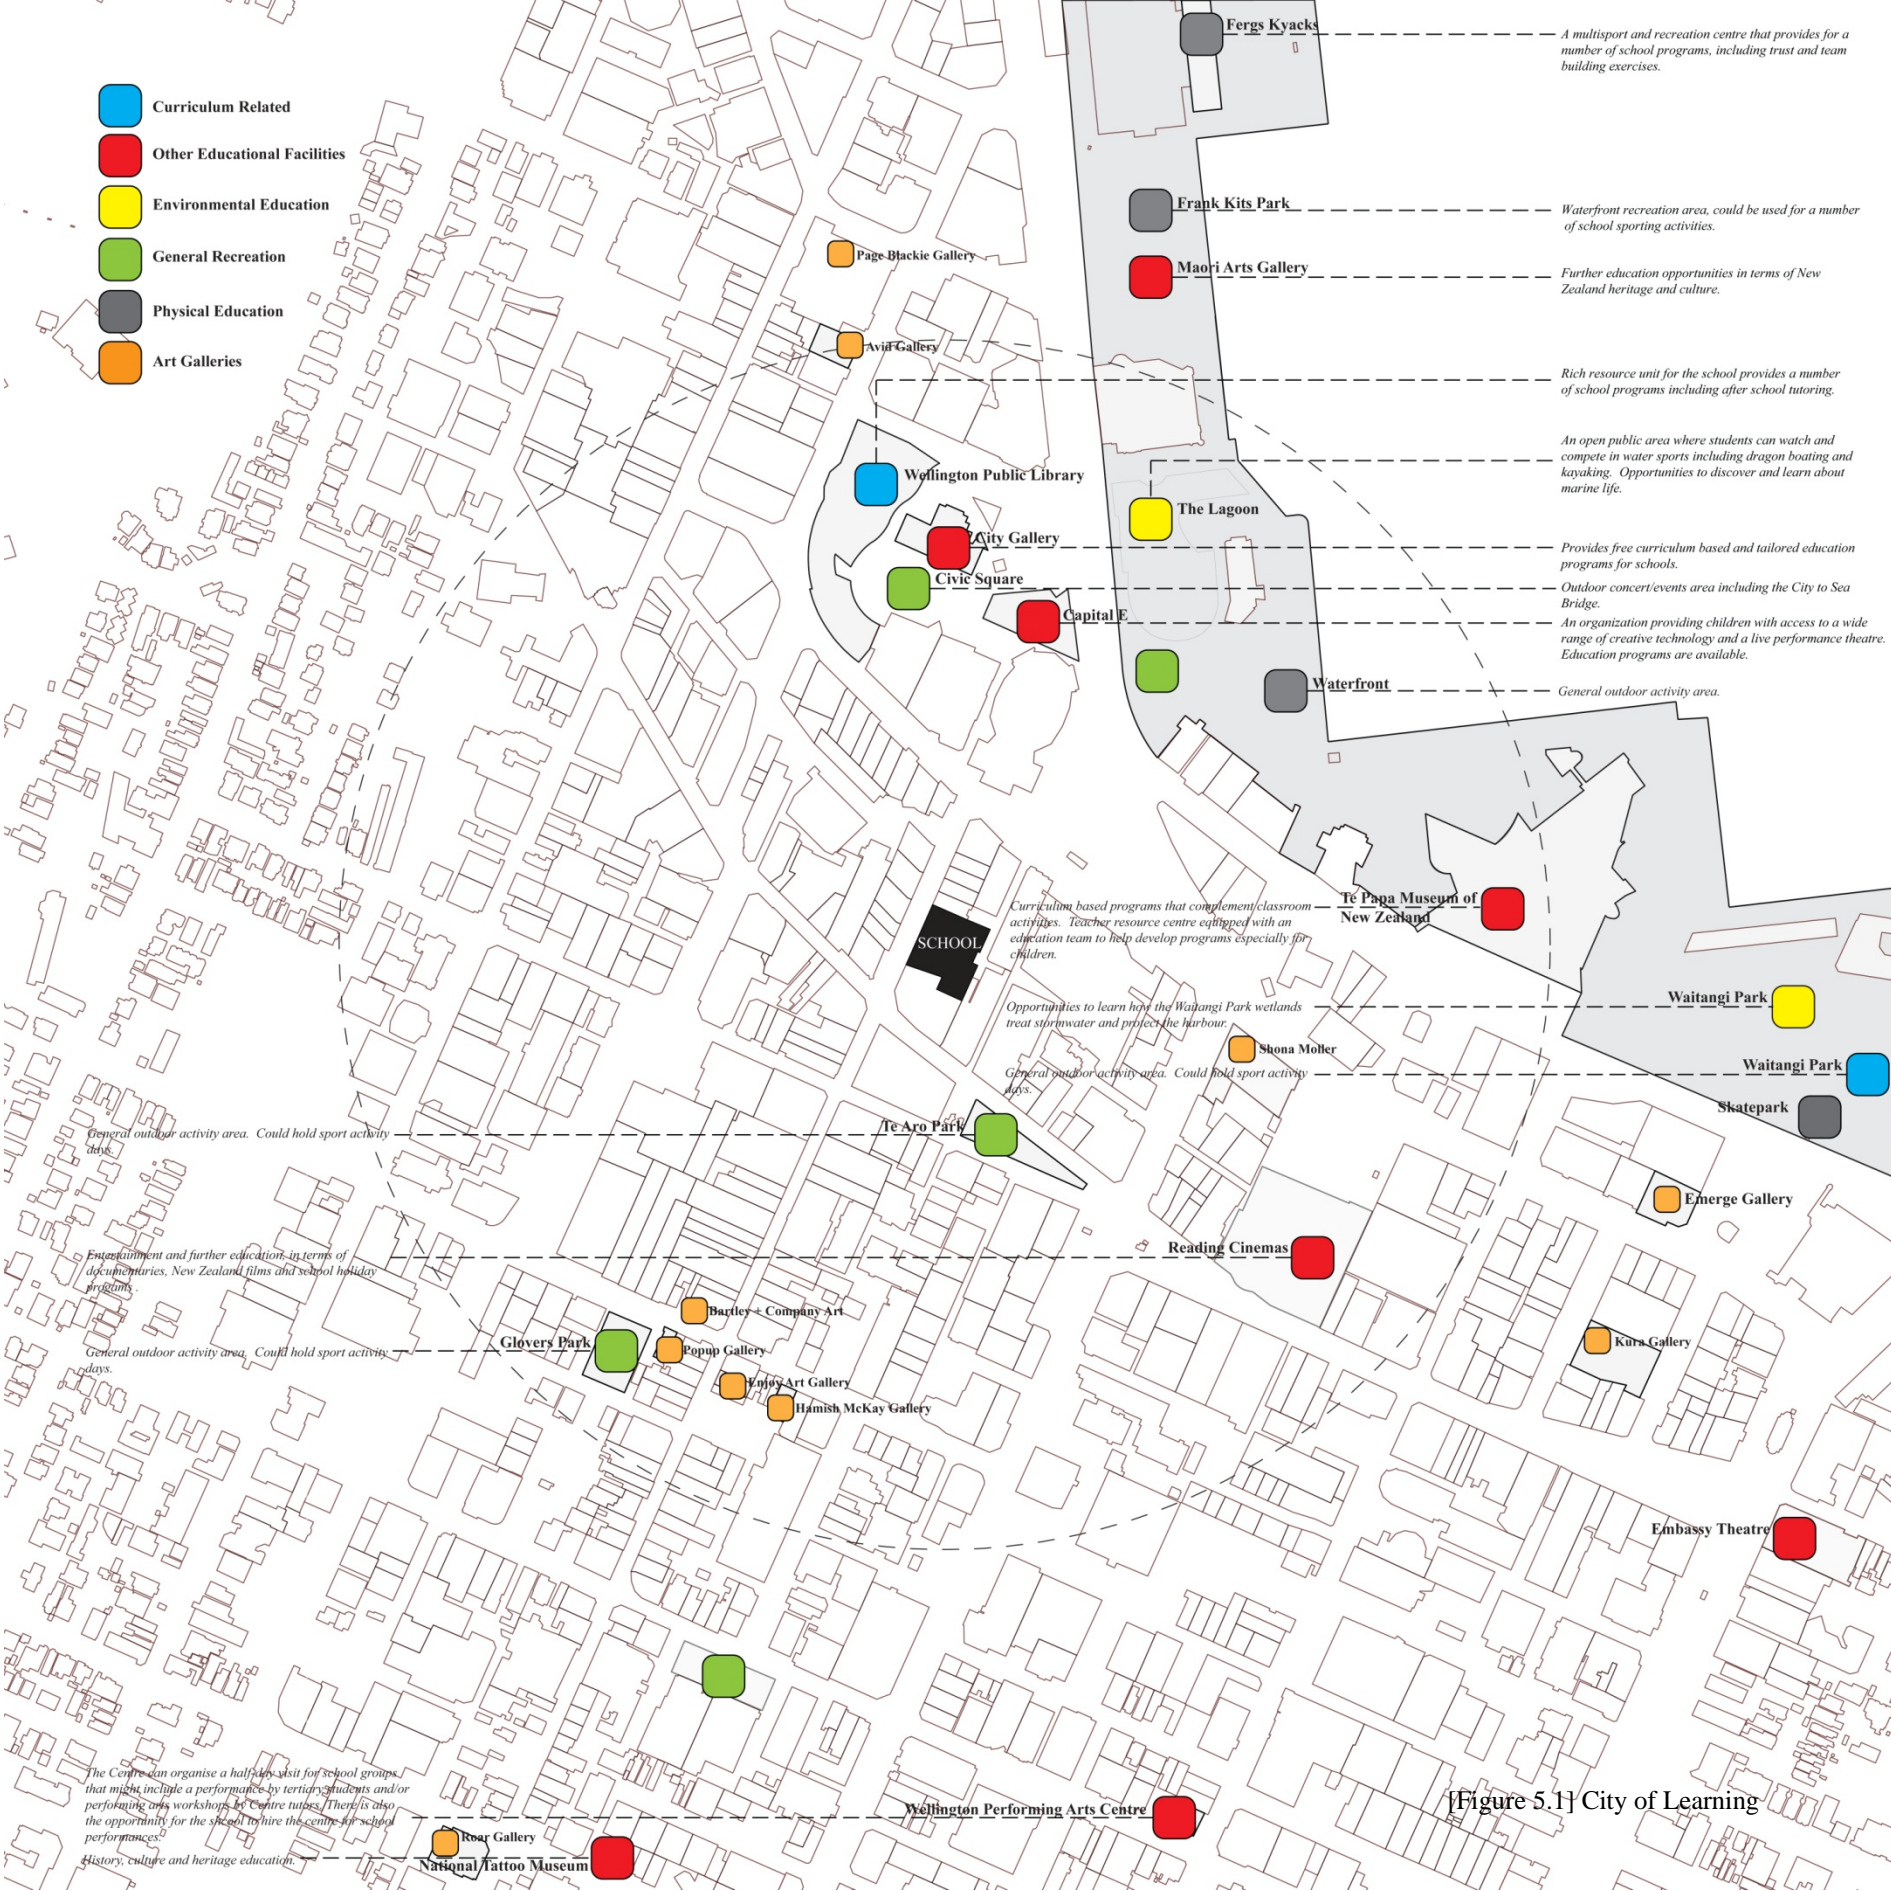 Curriculum Related
Other Educational Facilities
Environmental Education
General Recreation
Physical Education
Art Galleries
Fergs Kyacks
A multisport and recreation centre that provides for a
number of school programs, including trust and team
building exercises.
Frank Kits Park
Waterfront recreation area, could be used for a number
of school sporting activities.
Maori Arts Gallery
Further education opportunities in terms of New
Zealand heritage and culture.
Page Blackie Gallery
Avid Gallery
Rich resource unit for the school provides a number
of school programs including after school tutoring.
Wellington Public Library
An open public area where students can watch and
compete in water sports including dragon boating and
kayaking. Opportunities to discover and learn about
marine life.
The Lagoon
City Gallery
Provides free curriculum based and tailored education
programs for schools.
Civic Square
Outdoor concert/events area including the City to Sea
Bridge.
Capital E
An organization providing children with access to a wide
range of creative technology and a live performance theatre.
Education programs are available.
Waterfront
General outdoor activity area.
SCHOOL
Curriculum based programs that complement classroom
activities. Teacher resource centre equipped with an
education team to help develop programs especially for
children.
Te Papa Museum of
New Zealand
Opportunities to learn how the Waitangi Park wetlands
treat stormwater and protect the harbour.
Waitangi Park
Shona Moller
General outdoor activity area. Could hold sport activity
days.
Waitangi Park
Skatepark
General outdoor activity area. Could hold sport activity
days.
Te Aro Park
Emerge Gallery
Entertainment and further education, in terms of
documentaries, New Zealand films and school holiday
progams .
Reading Cinemas
Bartley + Company Art
Glovers Park
Popup Gallery
General outdoor activity area. Could hold sport activity
days.
Enjoy Art Gallery
Hamish McKay Gallery
Kura Gallery
Embassy Theatre
The Centre can organise a half-day visit for school groups
that might include a performance by tertiary students and/or
performing arts workshops by Centre tutors. There is also
the opportunity for the shcool to hire the centre for school
performances.
Wellington Performing Arts Centre
[Figure 5.1] City of Learning
Roar Gallery
History, culture and heritage education.
National Tattoo Museum